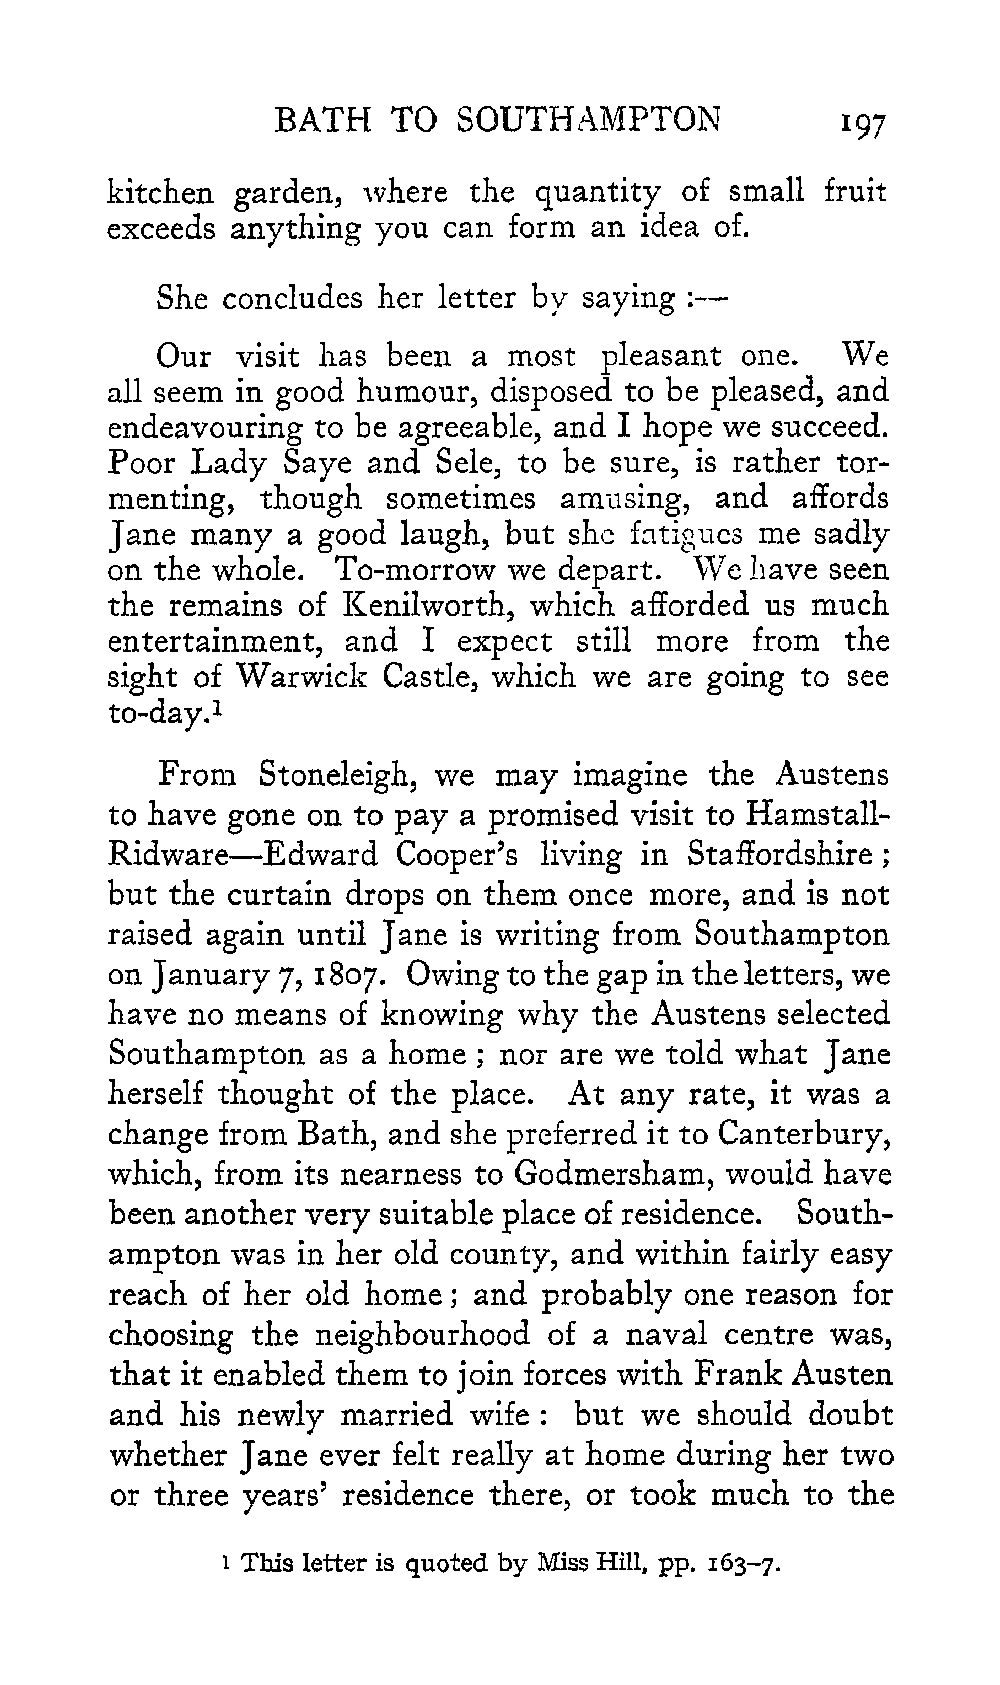 BATH TO SOUTHAMPTON 197
kitchen garden, where the quantity of small fruit
exceeds anything you can form an idea of.
She concludes her letter by saying :—
Our visit has been a most pleasant one. We
all seem in good humour, disposed to be pleased, and
endeavouring to be agreeable, and I hope we succeed.
Poor Lady Saye and Sele, to be sure, is rather tor-
menting, though sometimes amusing, and affords
Jane many a good laugh, but she fatigues me sadly
on the whole. To-morrow we depart. We have seen
the remains of Kenilworth, which afforded us much
entertainment, and I expect still more from the
sight of Warwick Castle, which we are going to see
to-day.¹
From Stoneleigh, we may imagine the Austens
to have gone on to pay a promised visit to Hamstall-
Ridware—Edward Cooper's living in Staffordshire ;
but the curtain drops on them once more, and is not
raised again until Jane is writing from Southampton
on January 7, 1807. Owing to the gap in the letters, we
have no means of knowing why the Austens selected
Southampton as a home ; nor are we told what Jane
herself thought of the place. At any rate, it was a
change from Bath, and she preferred it to Canterbury,
which, from its nearness to Godmersham, would have
been another very suitable place of residence. South-
ampton was in her old county, and within fairly easy
reach of her old home ; and probably one reason for
choosing the neighbourhood of a naval centre was,
that it enabled them to join forces with Frank Austen
and his newly married wife : but we should doubt
whether Jane ever felt really at home during her two
or three years' residence there, or took much to the
¹ This letter is quoted by Miss Hill, pp. 163–7.